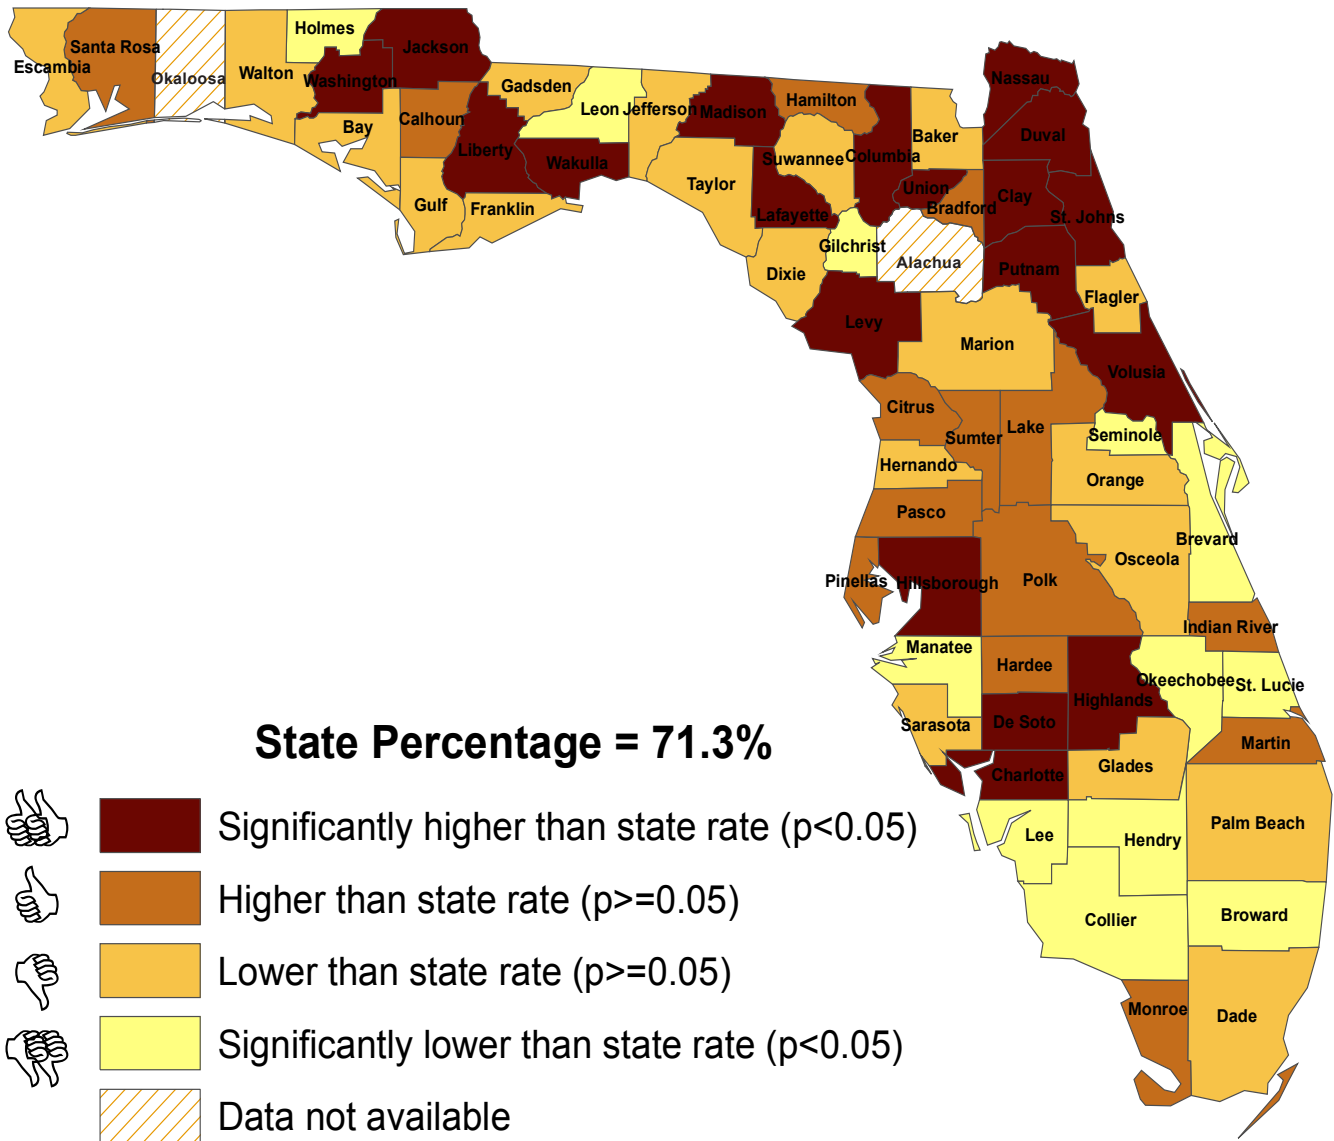 Holmes
Jackson
Santa Rosa
Escambia
Okaloosa
Walton
Washington
Gadsden
Leon
Jefferson
Madison
Hamilton
Nassau
Calhoun
Bay
Liberty
Wakulla
Taylor
Suwannee
Columbia
Baker
Duval
Union
Bradford
Clay
St. Johns
Gulf
Franklin
Lafayette
Gilchrist
Alachua
Putnam
Dixie
Flagler
Levy
Marion
Volusia
Citrus
Sumter
Lake
Seminole
Hernando
Orange
Pasco
Brevard
Osceola
Pinellas
Hillsborough
Polk
Indian River
Manatee
Hardee
Okeechobee
St. Lucie
Highlands
Sarasota
De Soto
Martin
Charlotte
Glades
Lee
Hendry
Palm Beach
Collier
Broward
Monroe
Dade
State Percentage = 71.3%
Significantly higher than state rate (p<0.05)
Higher than state rate (p>=0.05)
Lower than state rate (p>=0.05)
Significantly lower than state rate (p<0.05)
Data not available